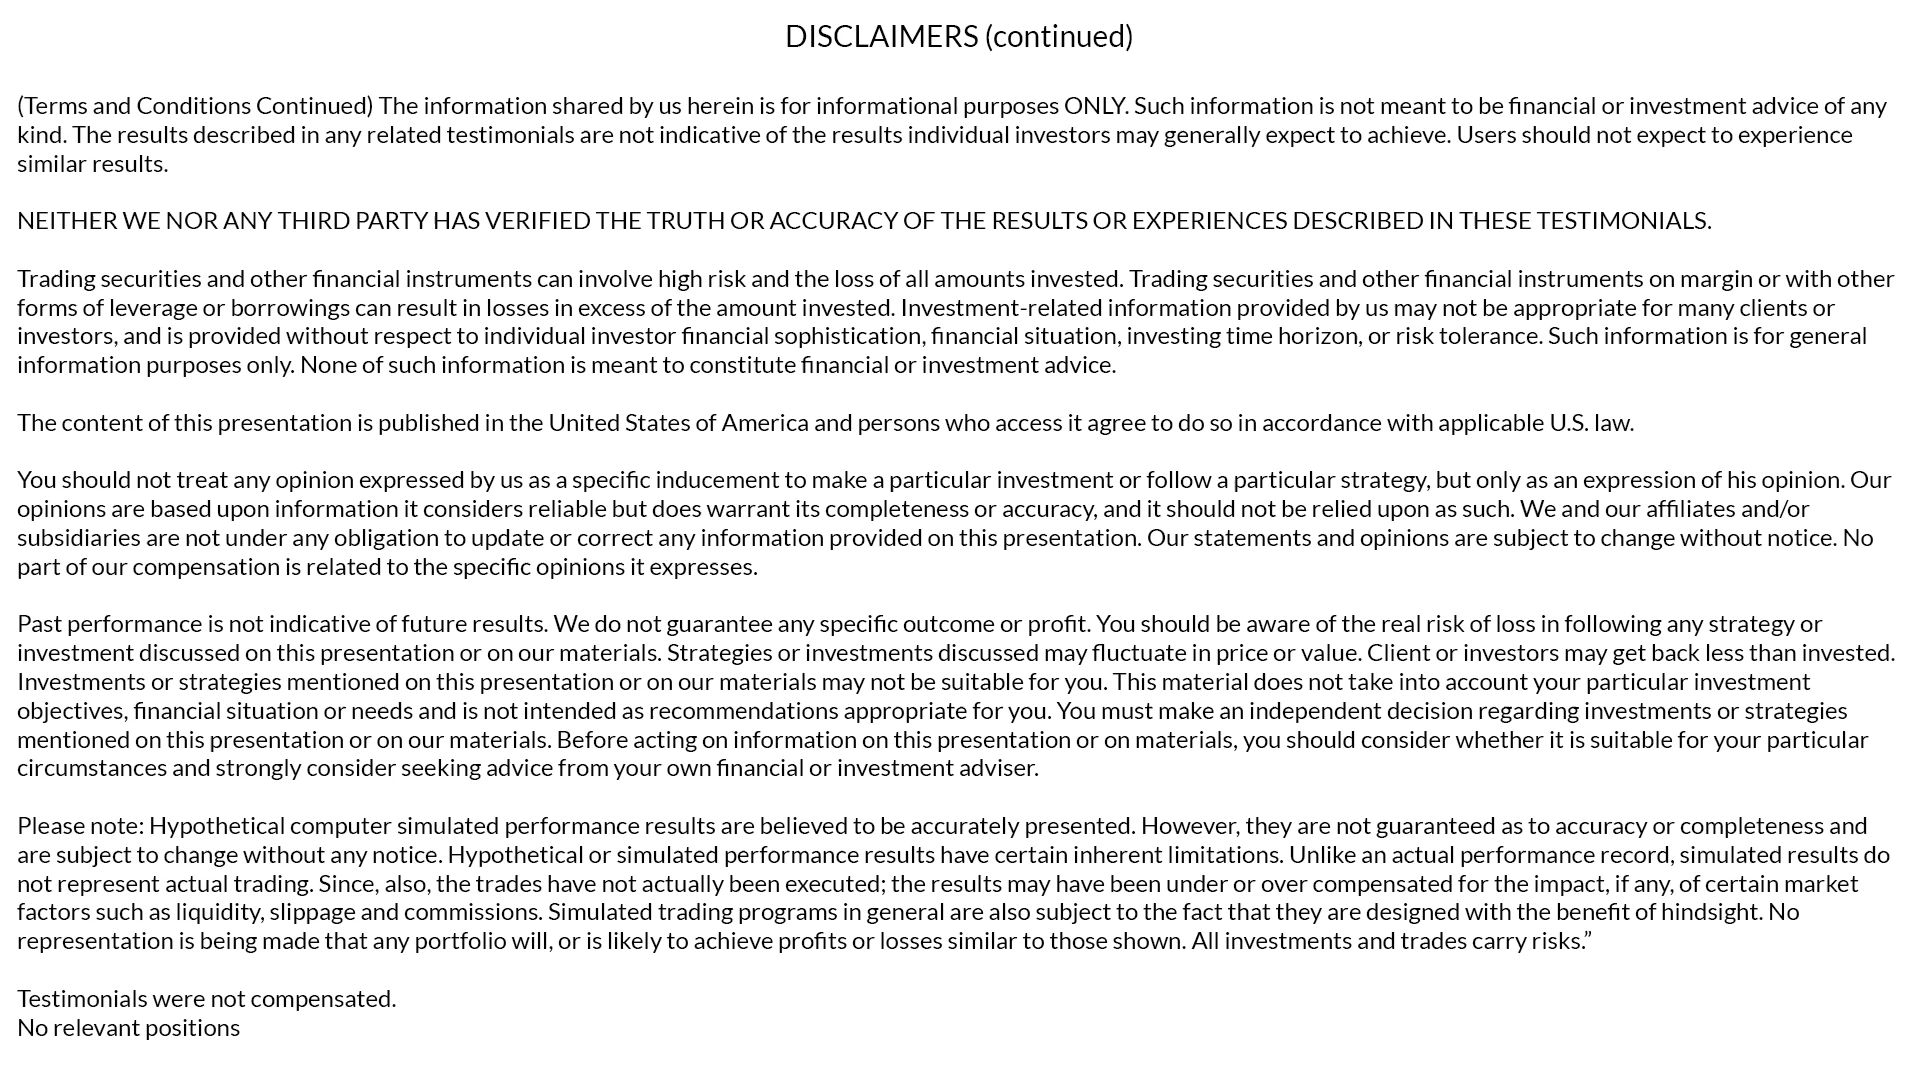 DISCLAIMERS (continued)
(Terms and Conditions Continued) The information shared by us herein is for informational purposes ONLY. Such information is not meant to be financial or investment advice of any
kind. The results described in any related testimonials are not indicative of the results individual investors may generally expect to achieve. Users should not expect to experience
similar results.
NEITHER WE NOR ANY THIRD PARTY HAS VERIFIED THE TRUTH OR ACCURACY OF THE RESULTS OR EXPERIENCES DESCRIBED IN THESE TESTIMONIALS.
Trading securities and other financial instruments can involve high risk and the loss of all amounts invested. Trading securities and other financial instruments on margin or with other
forms of leverage or borrowings can result in losses in excess of the amount invested. Investment-related information provided by us may not be appropriate for many clients or
investors, and is provided without respect to individual investor financial sophistication, financial situation, investing time horizon, or risk tolerance. Such information is for general
information purposes only. None of such information is meant to constitute financial or investment advice.
The content of this presentation is published in the United States of America and persons who access it agree to do so in accordance with applicable U.S. law.
You should not treat any opinion expressed by us as a specific inducement to make a particular investment or follow a particular strategy, but only as an expression of his opinion. Our
opinions are based upon information it considers reliable but does warrant its completeness or accuracy, and it should not be relied upon as such. We and our affiliates and/or
subsidiaries are not under any obligation to update or correct any information provided on this presentation. Our statements and opinions are subject to change without notice. No
part of our compensation is related to the specific opinions it expresses.
Past performance is not indicative of future results. We do not guarantee any specific outcome or profit. You should be aware of the real risk of loss in following any strategy or
investment discussed on this presentation or on our materials. Strategies or investments discussed may fluctuate in price or value. Client or investors may get back less than invested.
Investments or strategies mentioned on this presentation or on our materials may not be suitable for you. This material does not take into account your particular investment
objectives, financial situation or needs and is not intended as recommendations appropriate for you. You must make an independent decision regarding investments or strategies
mentioned on this presentation or on our materials. Before acting on information on this presentation or on materials, you should consider whether it is suitable for your particular
circumstances and strongly consider seeking advice from your own financial or investment adviser.
Please note: Hypothetical computer simulated performance results are believed to be accurately presented. However, they are not guaranteed as to accuracy or completeness and
are subject to change without any notice. Hypothetical or simulated performance results have certain inherent limitations. Unlike an actual performance record, simulated results do
not represent actual trading. Since, also, the trades have not actually been executed; the results may have been under or over compensated for the impact, if any, of certain market
factors such as liquidity, slippage and commissions. Simulated trading programs in general are also subject to the fact that they are designed with the benefit of hindsight. No
representation is being made that any portfolio will, or is likely to achieve profits or losses similar to those shown. All investments and trades carry risks.”
Testimonials were not compensated.
No relevant positions